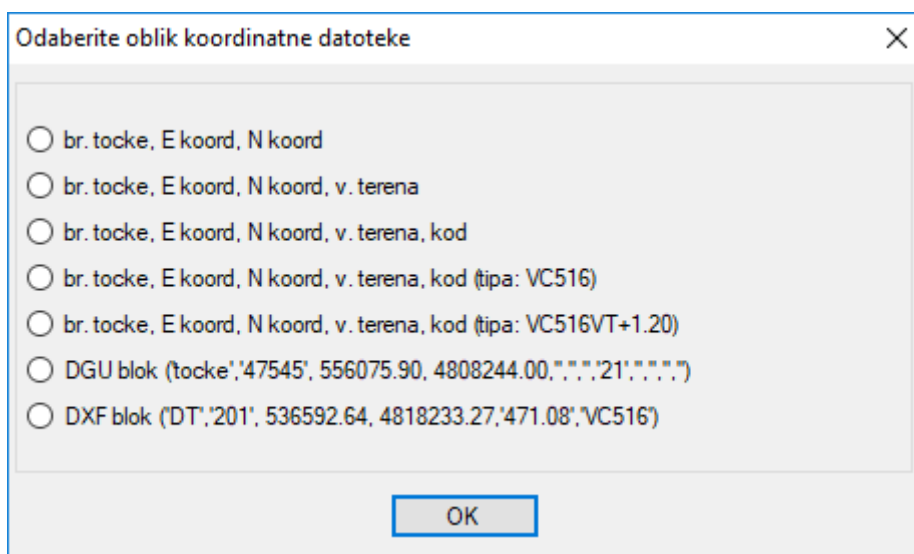 Odaberite oblik koordinatne datoteke
br. tocke, E koord, N koord
br. tocke, E koord, N koord, v. terena
br. tocke, E koord, N koord, v. terena, kod
br. tocke, E koord, N koord, v. terena, kod (tipa: VC516)
br. tocke, E koord, N koord, v. terena, kod (tipa: VC516VT+1.20)
DGU blok ('tocke','47545', 556075.90, 4808244.00,'','','','21','','','','')
DXF blok ('DT','201', 536592.64, 4818233.27,'471.08','VC516')
OK